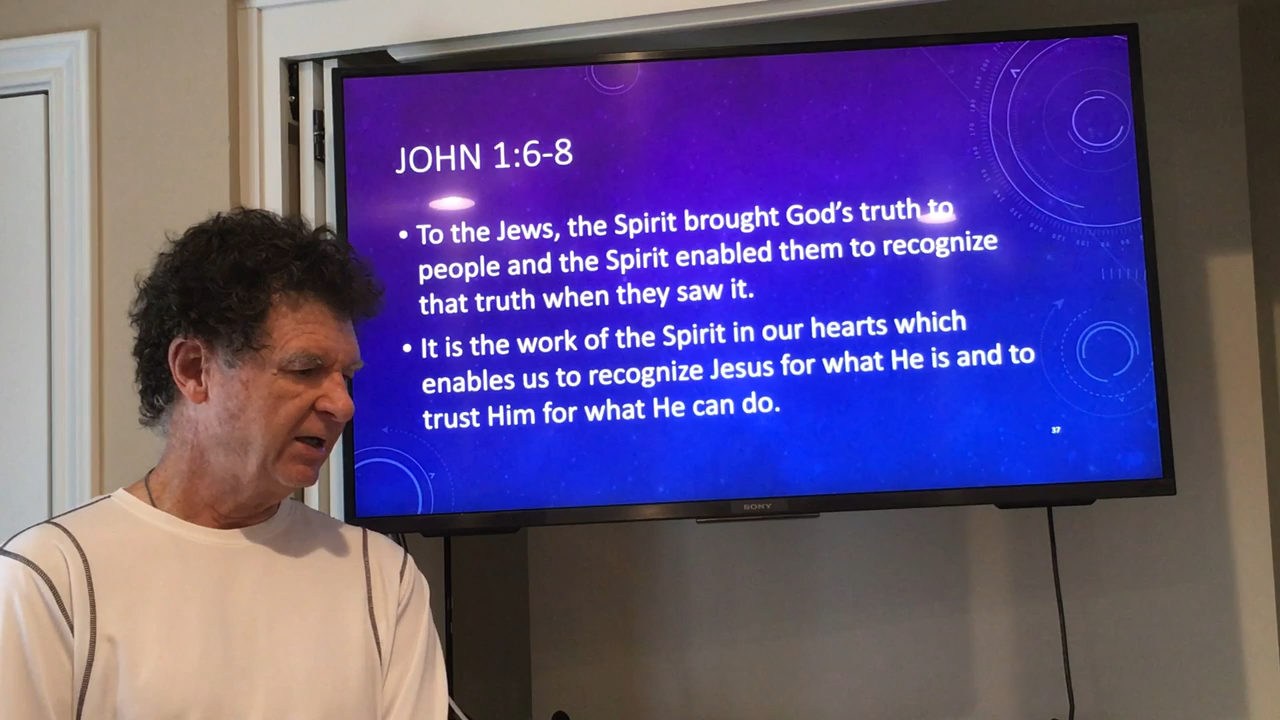 JOHN 1:6-8
• To the Jews, the Spirit brought God's truth to
people and the Spirit enabled them to recognize
that truth when they saw it.
• It is the work of the Spirit in our hearts which
enables us to recognize Jesus for what He is and to
trust Him for what He can do.
37
SONY